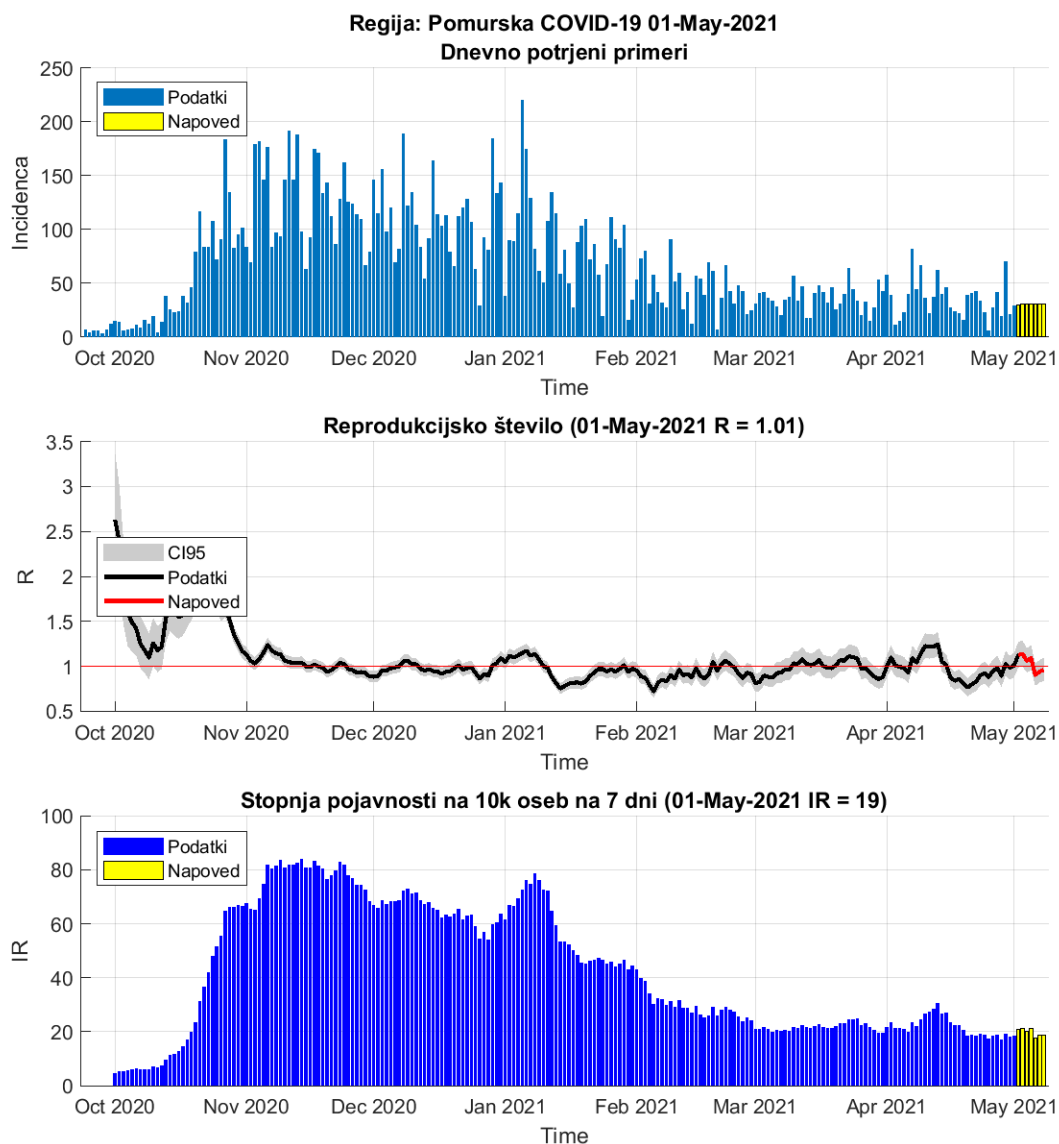 Regija: Pomurska COVID-19 01-May-2021
Dnevno potrjeni primeri
250
200
150
100
50
0
Incidenca
Podatki
Napoved
Oct 2020 Nov 2020 Dec 2020 Jan 2021 Feb 2021 Mar 2021 Apr 2021 May 2021
Time
Reprodukcijsko število (01-May-2021 R = 1.01)
3.5
3
2.5
2
1.5
1
0.5
R
CI95
Podatki
Napoved
Oct 2020 Nov 2020 Dec 2020 Jan 2021 Feb 2021 Mar 2021 Apr 2021 May 2021
Time
Stopnja pojavnosti na 10k oseb na 7 dni (01-May-2021 IR = 19)
100
80
60
40
20
0
IR
Podatki
Napoved
Oct 2020 Nov 2020 Dec 2020 Jan 2021 Feb 2021 Mar 2021 Apr 2021 May 2021
Time